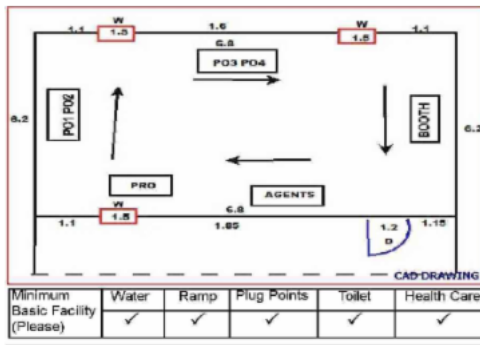 W W
1.1 1.5 1.6 1.5 1.1
6.8
PO3 PO4
6.2 PO1 PO2 BOOTH 6.2
PRO AGENTS
W
1.5 6.8
1.1 1.85 1.2 1.15
D
CAD DRAWING
Minimum Basic Facility (Please) Water Ramp Plug Points Toilet Health Care
✓ ✓ ✓ ✓ ✓